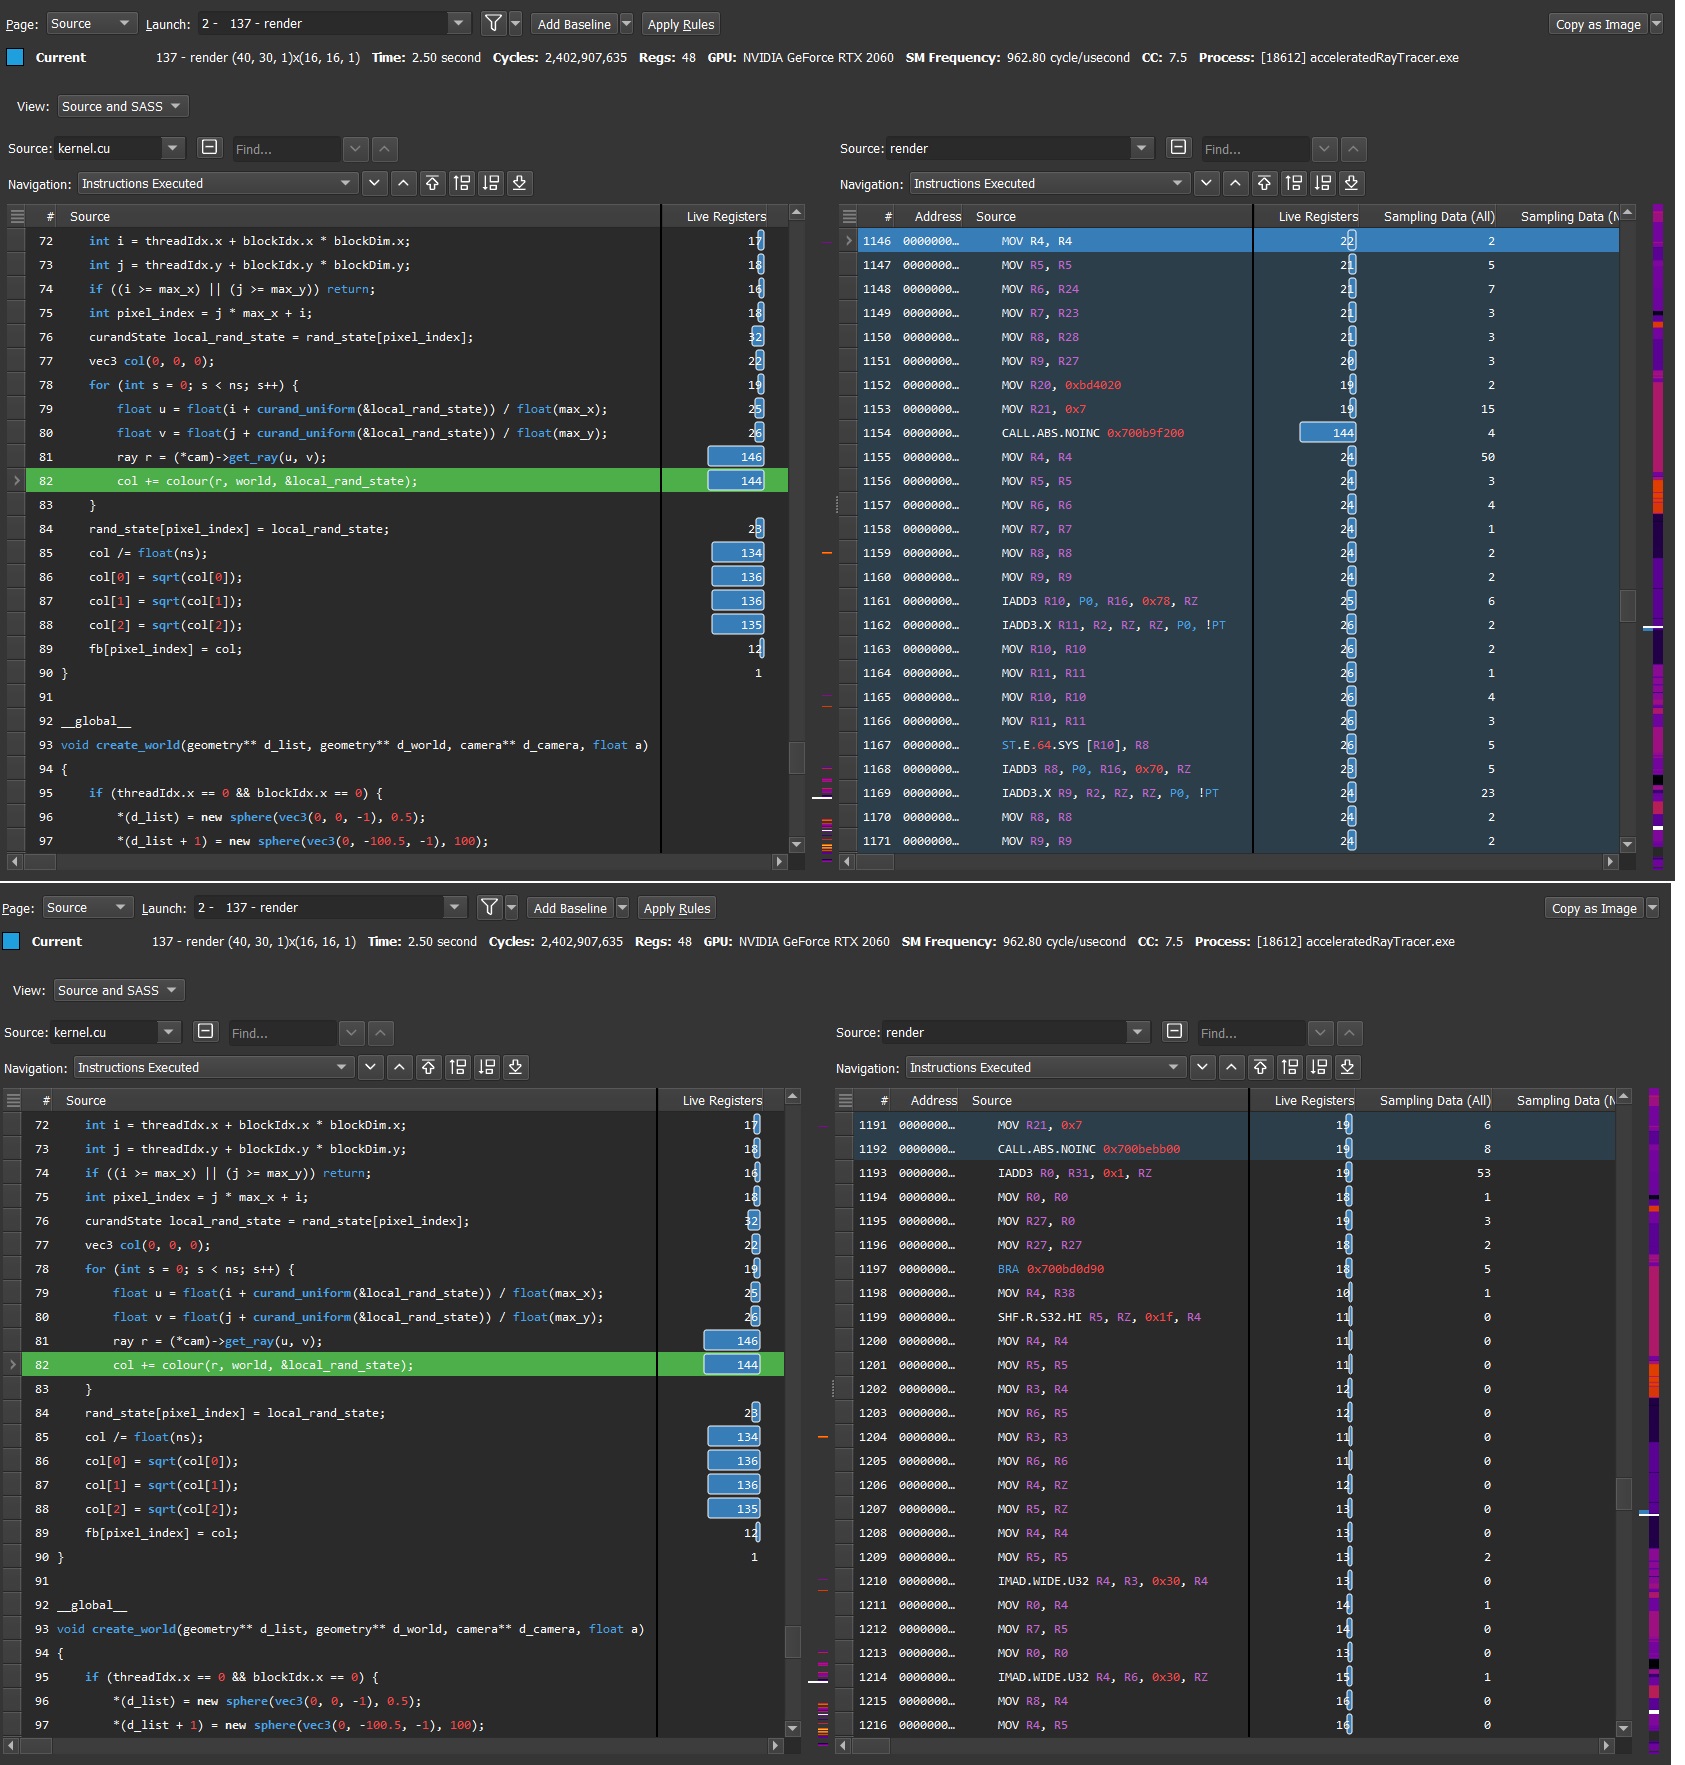 Page: Source Launch: 2 - 137 - render Add Baseline Apply Rules Copy as Image
Current 137 - render (40, 30, 1)x(16, 16, 1) Time: 2.50 second Cycles: 2,402,907,635 Regs: 48 GPU: NVIDIA GeForce RTX 2060 SM Frequency: 962.80 cycle/usecond CC: 7.5 Process: [18612] acceleratedRayTracer.exe
View: Source and SASS
Source: kernel.cu Find...
Navigation: Instructions Executed
# Source Live Registers
72 int i = threadIdx.x + blockIdx.x * blockDim.x; 17
73 int j = threadIdx.y + blockIdx.y * blockDim.y; 18
74 if ((i >= max_x) || (j >= max_y)) return; 16
75 int pixel_index = j * max_x + i; 18
76 curandState local_rand_state = rand_state[pixel_index]; 32
77 vec3 col(0, 0, 0); 22
78 for (int s = 0; s < ns; s++) { 19
79 float u = float(i + curand_uniform(&local_rand_state)) / float(max_x); 25
80 float v = float(j + curand_uniform(&local_rand_state)) / float(max_y); 26
81 ray r = (*cam)->get_ray(u, v); 146
82 col += colour(r, world, &local_rand_state); 144
83 }
84 rand_state[pixel_index] = local_rand_state; 23
85 col /= float(ns); 134
86 col[0] = sqrt(col[0]); 136
87 col[1] = sqrt(col[1]); 136
88 col[2] = sqrt(col[2]); 135
89 fb[pixel_index] = col; 12
90 } 1
91
92 __global__
93 void create_world(geometry** d_list, geometry** d_world, camera** d_camera, float a)
94 {
95 if (threadIdx.x == 0 && blockIdx.x == 0) {
96 *(d_list) = new sphere(vec3(0, 0, -1), 0.5);
97 *(d_list + 1) = new sphere(vec3(0, -100.5, -1), 100);
Source: render Find...
Navigation: Instructions Executed
# Address Source Live Registers Sampling Data (All) Sampling Data (N
1146 0000000... MOV R4, R4 22 2
1147 0000000... MOV R5, R5 21 5
1148 0000000... MOV R6, R24 21 7
1149 0000000... MOV R7, R23 21 3
1150 0000000... MOV R8, R28 21 3
1151 0000000... MOV R9, R27 20 3
1152 0000000... MOV R20, 0xbd4020 19 2
1153 0000000... MOV R21, 0x7 19 15
1154 0000000... CALL.ABS.NOINC 0x700b9f200 144 4
1155 0000000... MOV R4, R4 24 50
1156 0000000... MOV R5, R5 24 3
1157 0000000... MOV R6, R6 24 4
1158 0000000... MOV R7, R7 24 1
1159 0000000... MOV R8, R8 24 2
1160 0000000... MOV R9, R9 24 2
1161 0000000... IADD3 R10, P0, R16, 0x78, RZ 25 6
1162 0000000... IADD3.X R11, R2, RZ, RZ, P0, !PT 26 2
1163 0000000... MOV R10, R10 26 2
1164 0000000... MOV R11, R11 26 1
1165 0000000... MOV R10, R10 26 4
1166 0000000... MOV R11, R11 26 3
1167 0000000... ST.E.64.SYS [R10], R8 26 5
1168 0000000... IADD3 R8, P0, R16, 0x70, RZ 23 5
1169 0000000... IADD3.X R9, R2, RZ, RZ, P0, !PT 24 23
1170 0000000... MOV R8, R8 24 2
1171 0000000... MOV R9, R9 24 2
Page: Source Launch: 2 - 137 - render Add Baseline Apply Rules Copy as Image
Current 137 - render (40, 30, 1)x(16, 16, 1) Time: 2.50 second Cycles: 2,402,907,635 Regs: 48 GPU: NVIDIA GeForce RTX 2060 SM Frequency: 962.80 cycle/usecond CC: 7.5 Process: [18612] acceleratedRayTracer.exe
View: Source and SASS
Source: kernel.cu Find...
Navigation: Instructions Executed
# Source Live Registers
72 int i = threadIdx.x + blockIdx.x * blockDim.x; 17
73 int j = threadIdx.y + blockIdx.y * blockDim.y; 18
74 if ((i >= max_x) || (j >= max_y)) return; 16
75 int pixel_index = j * max_x + i; 18
76 curandState local_rand_state = rand_state[pixel_index]; 32
77 vec3 col(0, 0, 0); 22
78 for (int s = 0; s < ns; s++) { 19
79 float u = float(i + curand_uniform(&local_rand_state)) / float(max_x); 25
80 float v = float(j + curand_uniform(&local_rand_state)) / float(max_y); 26
81 ray r = (*cam)->get_ray(u, v); 146
82 col += colour(r, world, &local_rand_state); 144
83 }
84 rand_state[pixel_index] = local_rand_state; 23
85 col /= float(ns); 134
86 col[0] = sqrt(col[0]); 136
87 col[1] = sqrt(col[1]); 136
88 col[2] = sqrt(col[2]); 135
89 fb[pixel_index] = col; 12
90 } 1
91
92 __global__
93 void create_world(geometry** d_list, geometry** d_world, camera** d_camera, float a)
94 {
95 if (threadIdx.x == 0 && blockIdx.x == 0) {
96 *(d_list) = new sphere(vec3(0, 0, -1), 0.5);
97 *(d_list + 1) = new sphere(vec3(0, -100.5, -1), 100);
Source: render Find...
Navigation: Instructions Executed
# Address Source Live Registers Sampling Data (All) Sampling Data (N
1191 0000000... MOV R21, 0x7 19 6
1192 0000000... CALL.ABS.NOINC 0x700bebb00 19 8
1193 0000000... IADD3 R0, R31, 0x1, RZ 19 53
1194 0000000... MOV R0, R0 18 1
1195 0000000... MOV R27, R0 19 3
1196 0000000... MOV R27, R27 18 2
1197 0000000... BRA 0x700bd0d90 18 5
1198 0000000... MOV R4, R38 10 1
1199 0000000... SHF.R.S32.HI R5, RZ, 0x1f, R4 11 0
1200 0000000... MOV R4, R4 11 0
1201 0000000... MOV R5, R5 11 0
1202 0000000... MOV R3, R4 12 0
1203 0000000... MOV R6, R5 12 0
1204 0000000... MOV R3, R3 11 0
1205 0000000... MOV R6, R6 11 0
1206 0000000... MOV R4, RZ 12 0
1207 0000000... MOV R5, RZ 13 0
1208 0000000... MOV R4, R4 13 0
1209 0000000... MOV R5, R5 13 2
1210 0000000... IMAD.WIDE.U32 R4, R3, 0x30, R4 13 0
1211 0000000... MOV R0, R4 14 1
1212 0000000... MOV R7, R5 14 0
1213 0000000... MOV R0, R0 13 0
1214 0000000... IMAD.WIDE.U32 R4, R6, 0x30, RZ 15 1
1215 0000000... MOV R8, R4 16 0
1216 0000000... MOV R4, R5 16 0